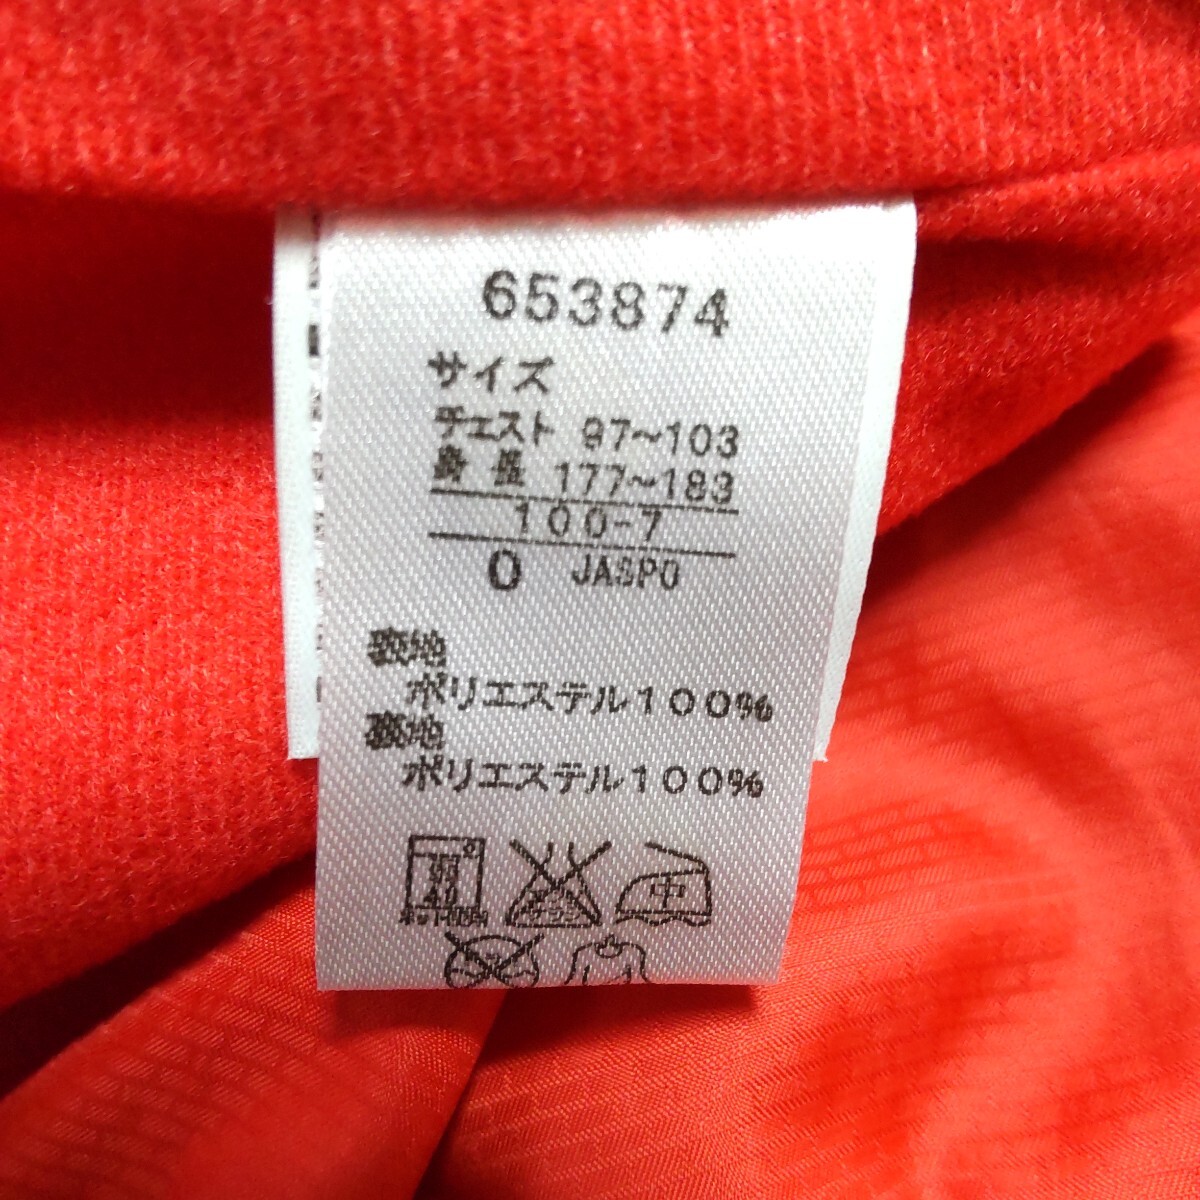 653874
サイズ
チェスト 97~103
身長 177~183
100-7
O JASPO
表地
ポリエステル100%
裏地
ポリエステル100%
弱
40
中